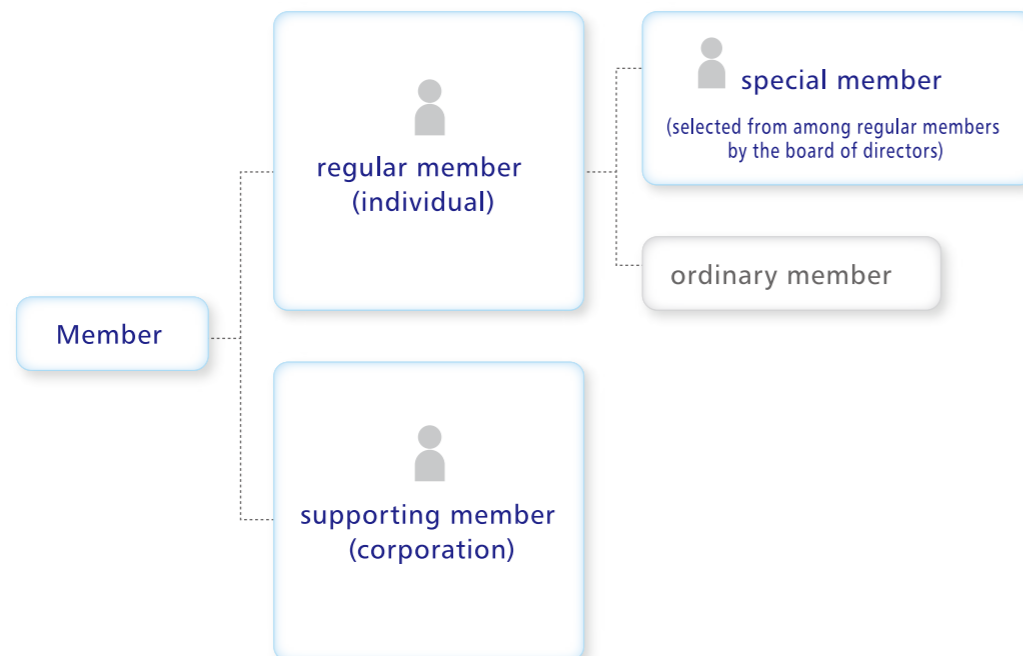 Member
regular member
(individual)
special member
(selected from among regular members
by the board of directors)
ordinary member
supporting member
(corporation)